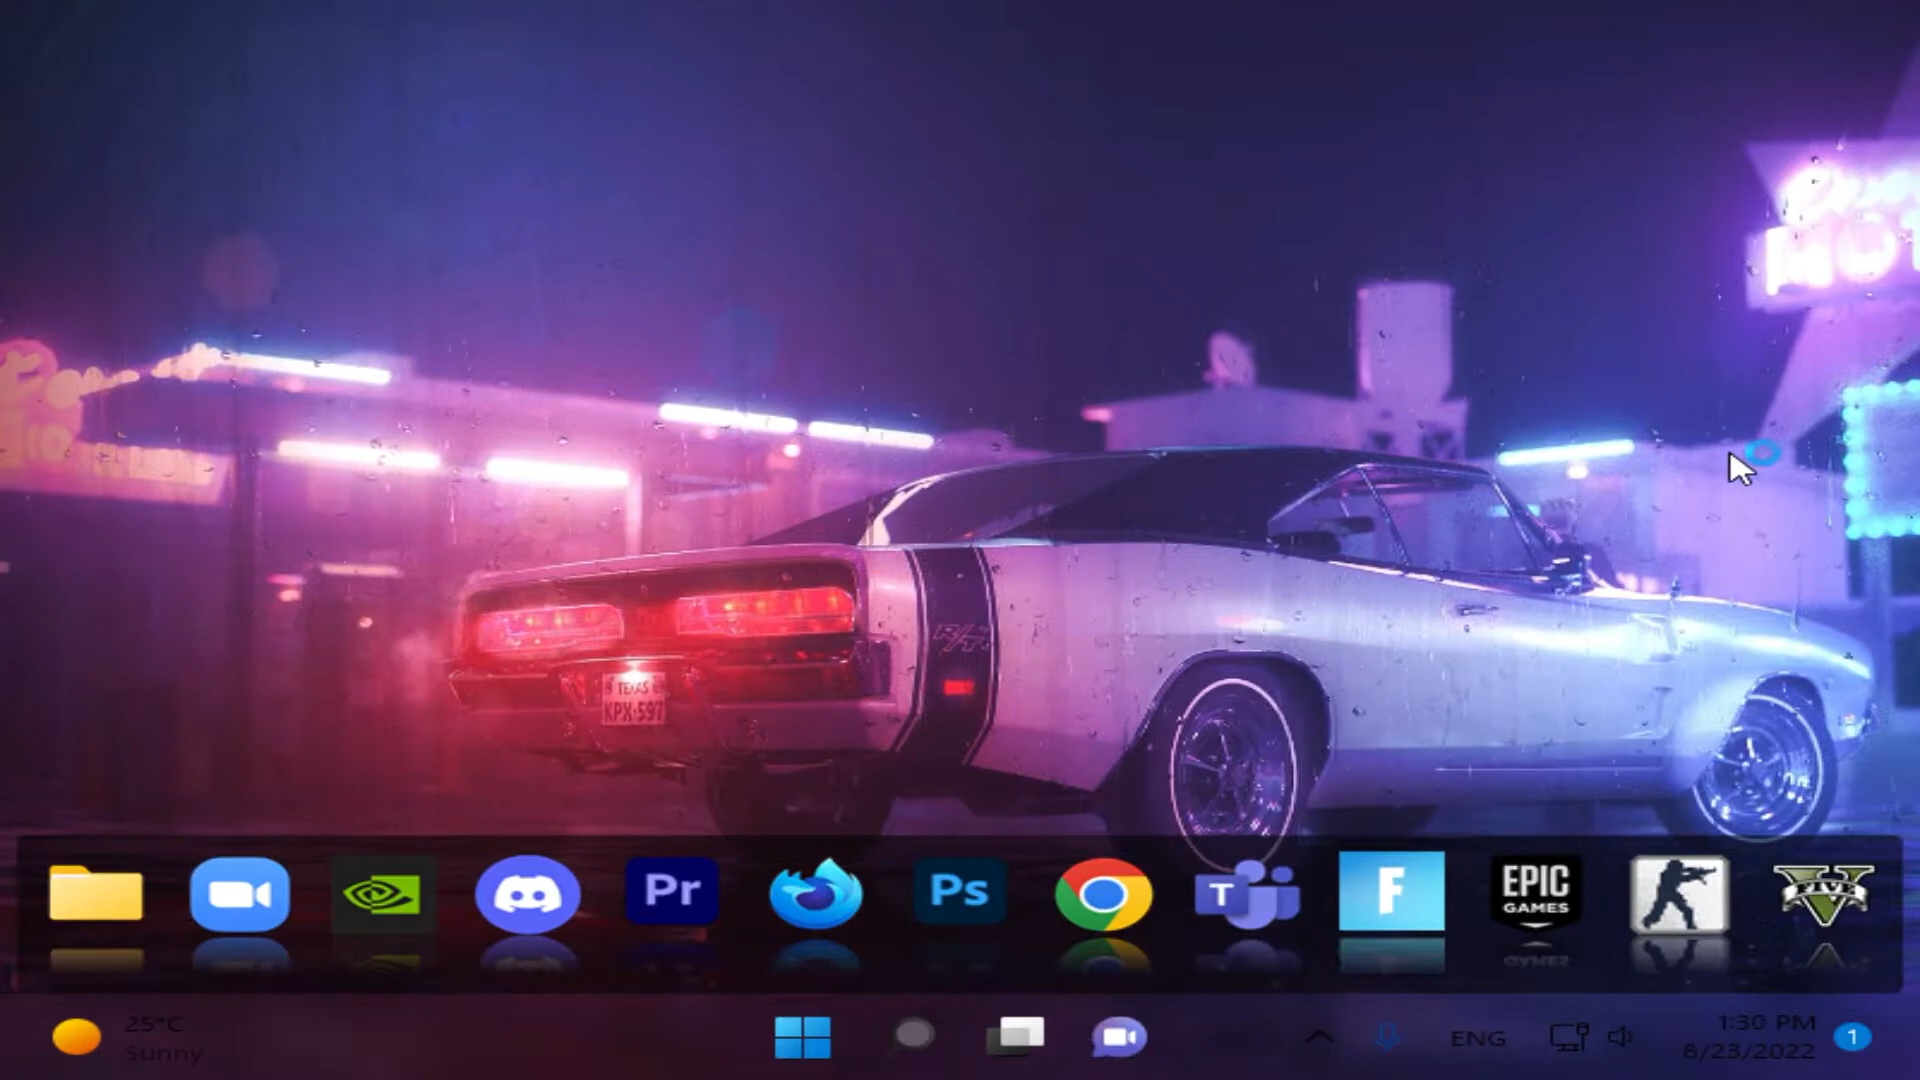 R/T
TEXAS
KPX·597
Pr
Ps
T
F
EPIC
GAMES
V
FIVE
25°C
Sunny
ENG
1:30 PM
8/23/2022
1